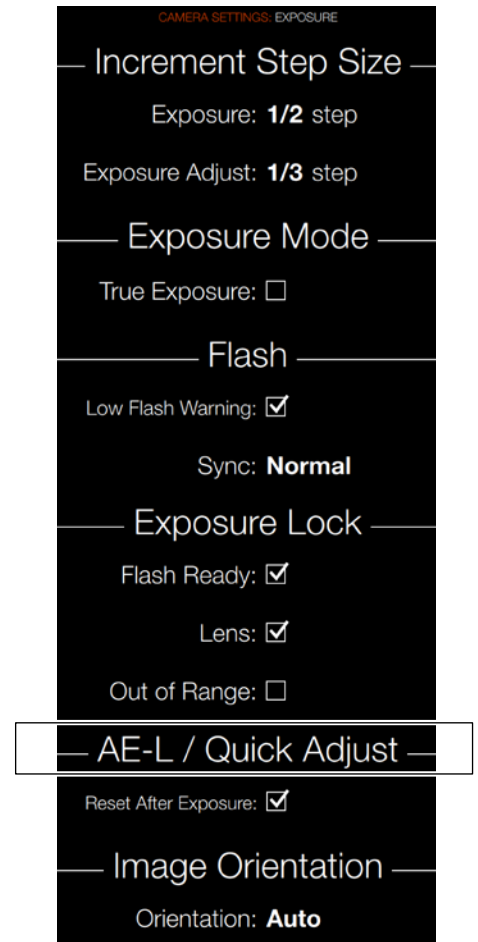 CAMERA SETTINGS: EXPOSURE
Increment Step Size
Exposure: 1/2 step
Exposure Adjust: 1/3 step
Exposure Mode
True Exposure:
Flash
Low Flash Warning:
Sync: Normal
Exposure Lock
Flash Ready:
Lens:
Out of Range:
AE-L / Quick Adjust
Reset After Exposure:
Image Orientation
Orientation: Auto